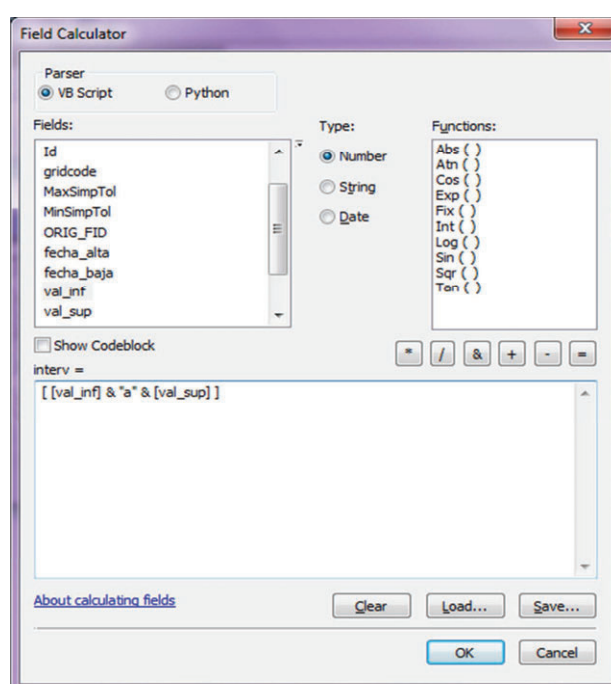 Field Calculator
Parser
VB Script
Python
Fields:
Id
gridcode
MaxSimpTol
MinSimpTol
ORIG_FID
fecha_alta
fecha_baja
val_inf
val_sup
Type:
Number
String
Date
Functions:
Abs ( )
Atn ( )
Cos ( )
Exp ( )
Fix ( )
Int ( )
Log ( )
Sin ( )
Sqr ( )
Tan ( )
Show Codeblock
* / & + - =
interv =
[ [val_inf] & "a" & [val_sup] ]
About calculating fields
Clear
Load...
Save...
OK
Cancel